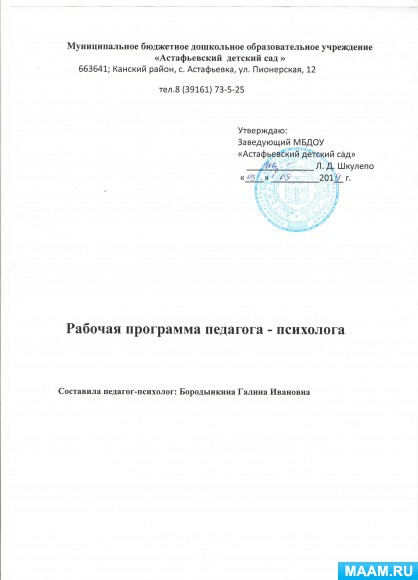 Муниципальное бюджетное дошкольное образовательное учреждение
«Астафьевский  детский сад »
663641; Канский район, с. Астафьевка, ул. Пионерская, 12
тел.8 (39161) 73-5-25
Утверждаю:
Заведующий МБДОУ
«Астафьевский детский сад»
Л. Д. Шкулепо
« 03 » 09 201 г.
Рабочая программа педагога - психолога
Составила педагог-психолог: Бородынкина Галина Ивановна
MAAM.RU